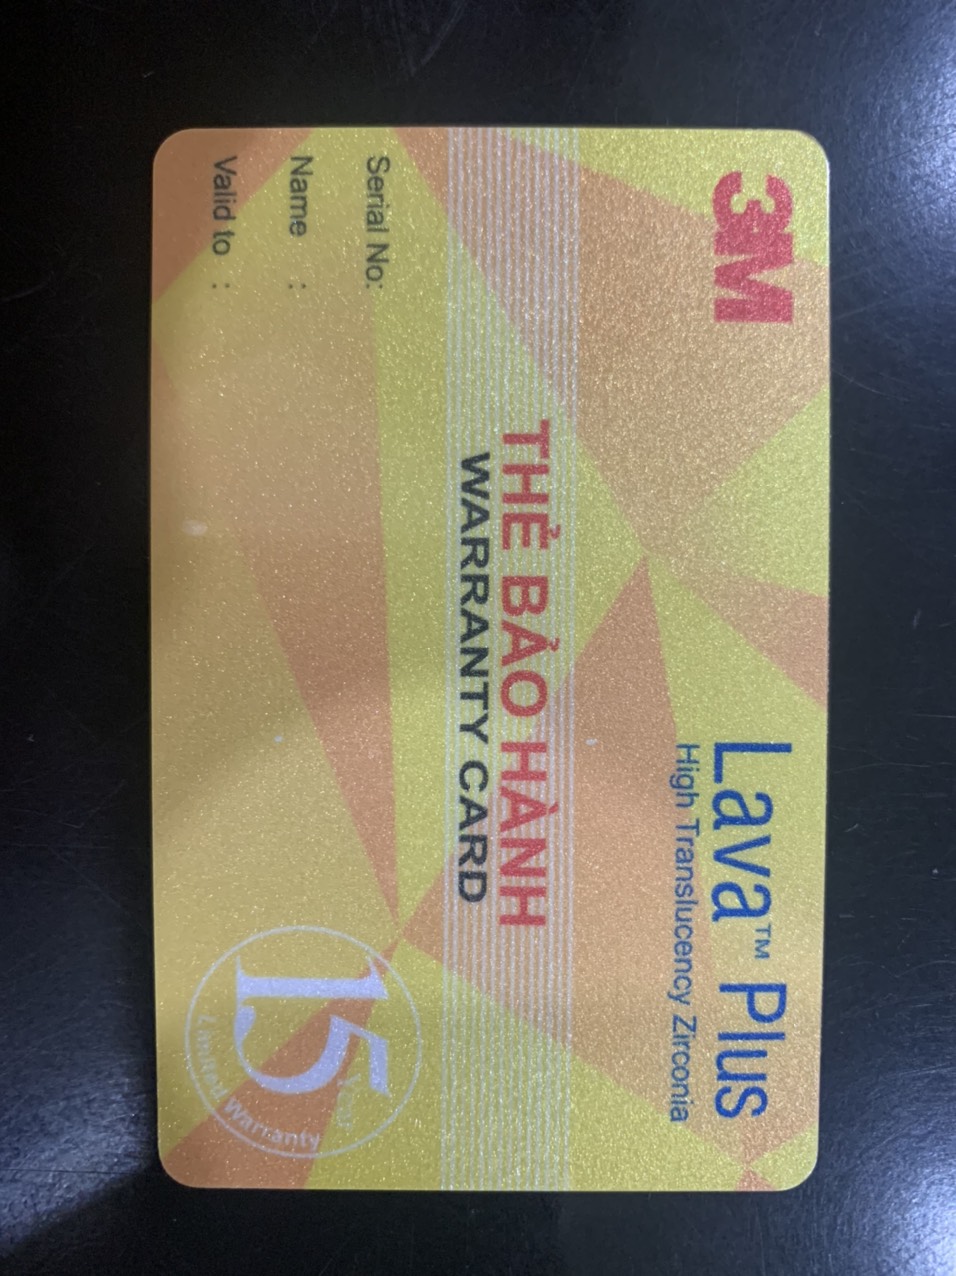 3M
Lava™ Plus
High Translucency Zirconia
THẺ BẢO HÀNH
WARRANTY CARD
Serial No:
Name :
Valid to :
15
Year
Limited Warranty